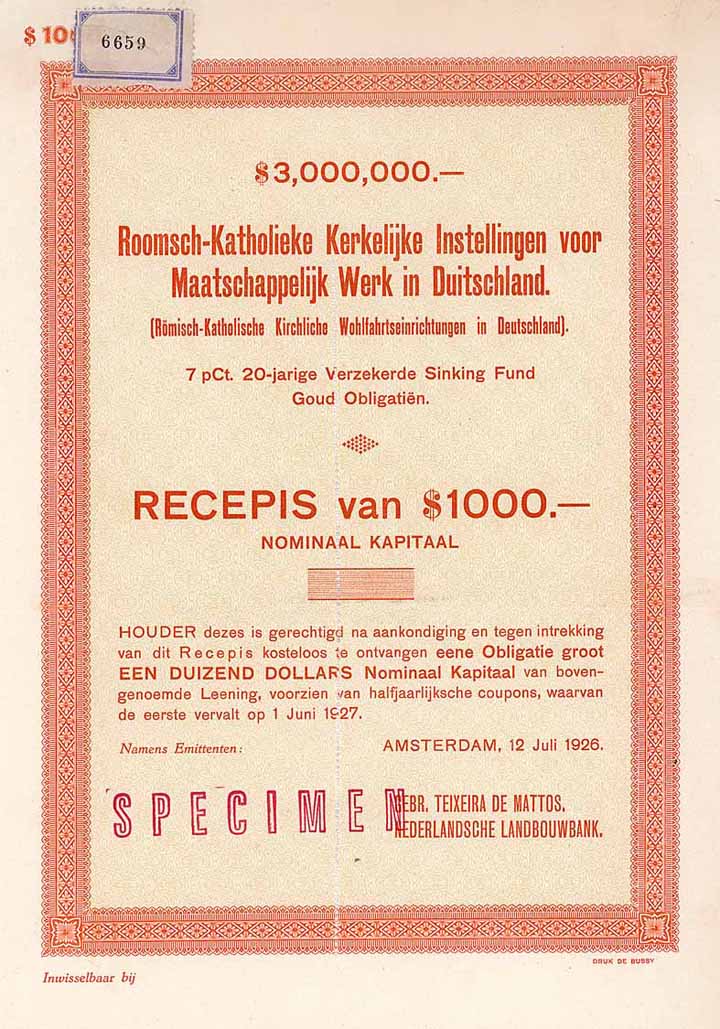 $ 10
6659
$3,000,000.—
Roomsch-Katholieke Kerkelijke Instellingen voor
Maatschappelijk Werk in Duitschland.
(Römisch-Katholische Kirchliche Wohlfahrtseinrichtungen in Deutschland).
7 pCt. 20-jarige Verzekerde Sinking Fund
Goud Obligatiën.
RECEPIS van $1000.—
NOMINAAL KAPITAAL
HOUDER dezes is gerechtigd na aankondiging en tegen intrekking
van dit Recepis kosteloos te ontvangen eene Obligatie groot
EEN DUIZEND DOLLARS Nominaal Kapitaal van boven-
genoemde Leening, voorzien van halfjaarlijksche coupons, waarvan
de eerste vervalt op 1 Juni 1927.
Namens Emittenten:
AMSTERDAM, 12 Juli 1926.
SPECIMEN
GEBR. TEIXEIRA DE MATTOS.
NEDERLANDSCHE LANDBOUWBANK.
DRUK DE BUSSY
Inwisselbaar bij